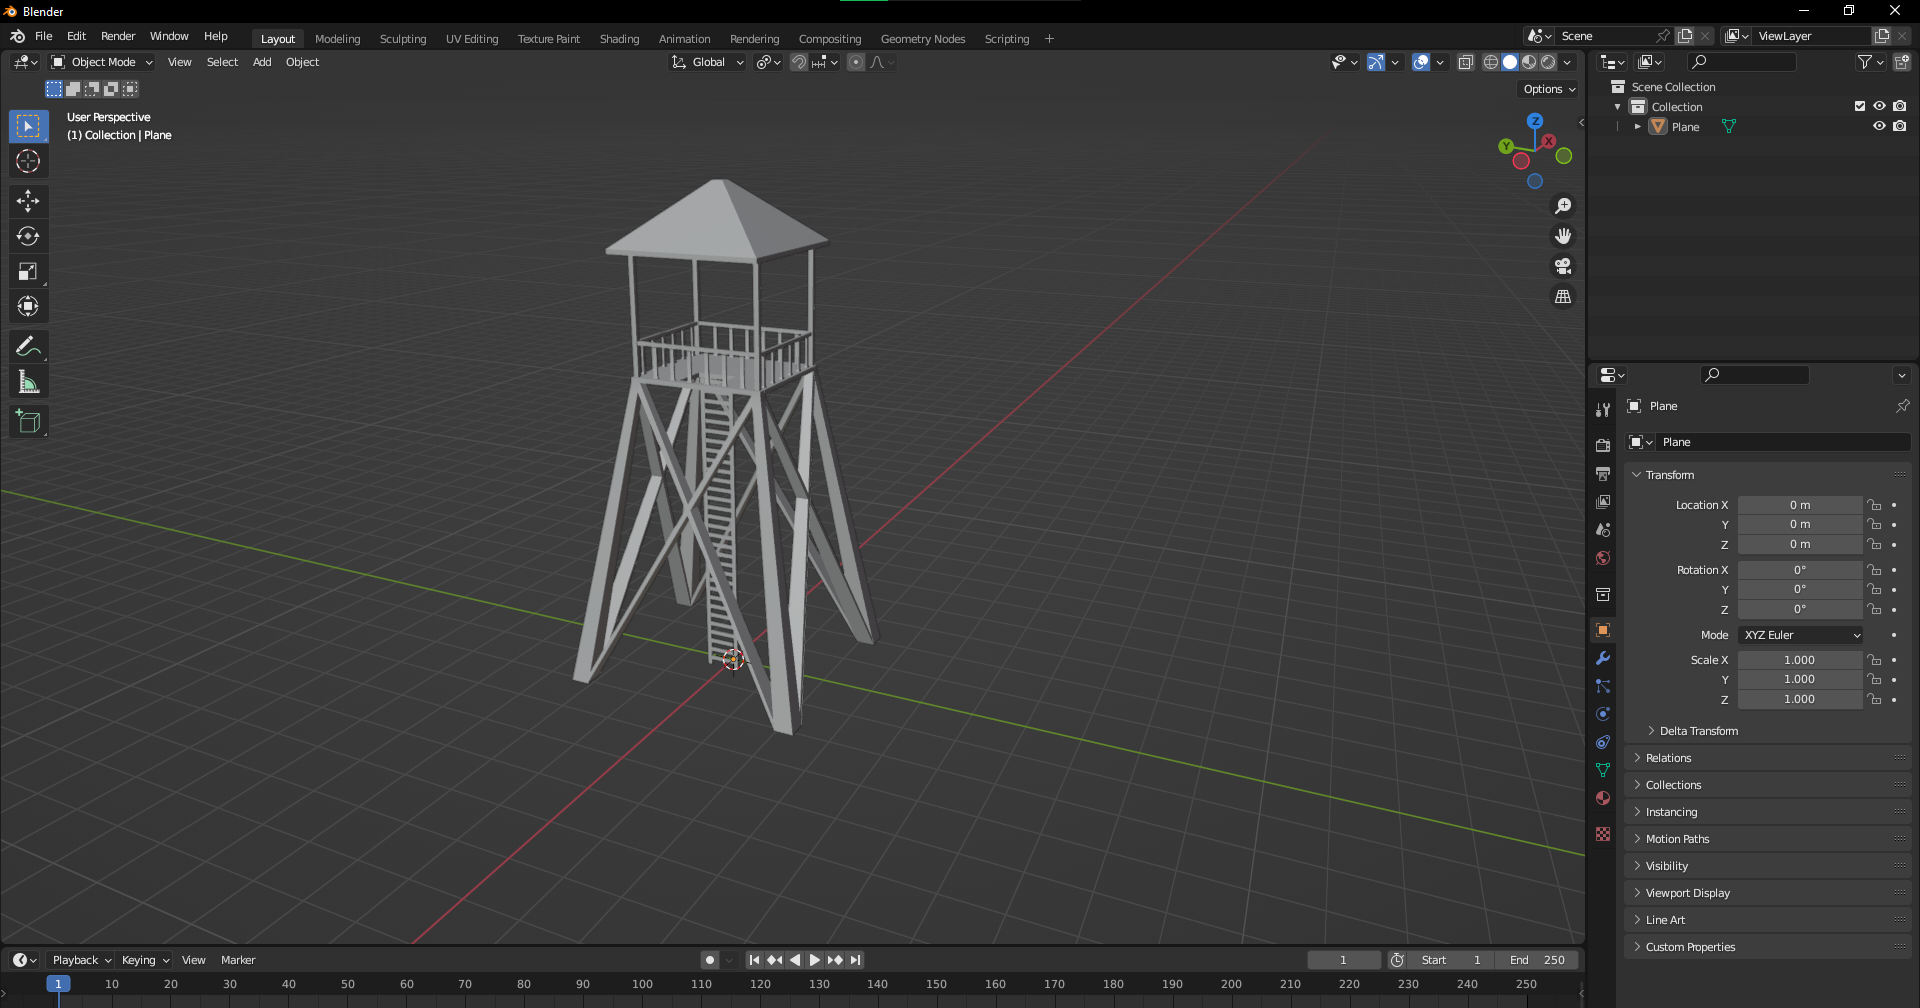 Blender
File Edit Render Window Help Layout Modeling Sculpting UV Editing Texture Paint Shading Animation Rendering Compositing Geometry Nodes Scripting + Scene ViewLayer
Object Mode View Select Add Object Global
Options
User Perspective
(1) Collection | Plane
Z
Y
X
Scene Collection
Collection
Plane
Plane
Plane
Transform
Location X 0 m
Y 0 m
Z 0 m
Rotation X 0°
Y 0°
Z 0°
Mode XYZ Euler
Scale X 1.000
Y 1.000
Z 1.000
Delta Transform
Relations
Collections
Instancing
Motion Paths
Visibility
Viewport Display
Line Art
Custom Properties
Playback Keying View Marker 1 Start 1 End 250
1 10 20 30 40 50 60 70 80 90 100 110 120 130 140 150 160 170 180 190 200 210 220 230 240 250